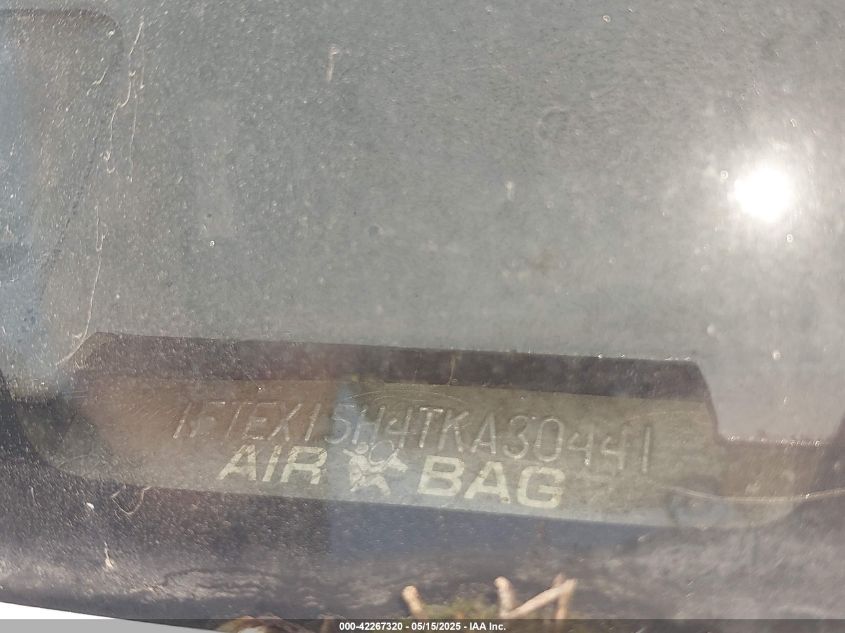 1FTEX15H4TKA30441
AIR BAG
000-42267320 - 05/15/2025 - IAA Inc.